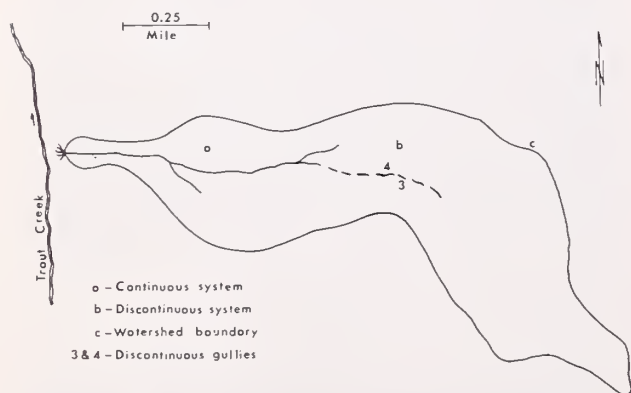 0.25
Mile
N
Trout Creek
o
b
c
4
3
o – Continuous system
b – Discontinuous system
c – Watershed boundary
3 & 4 – Discontinuous gullies